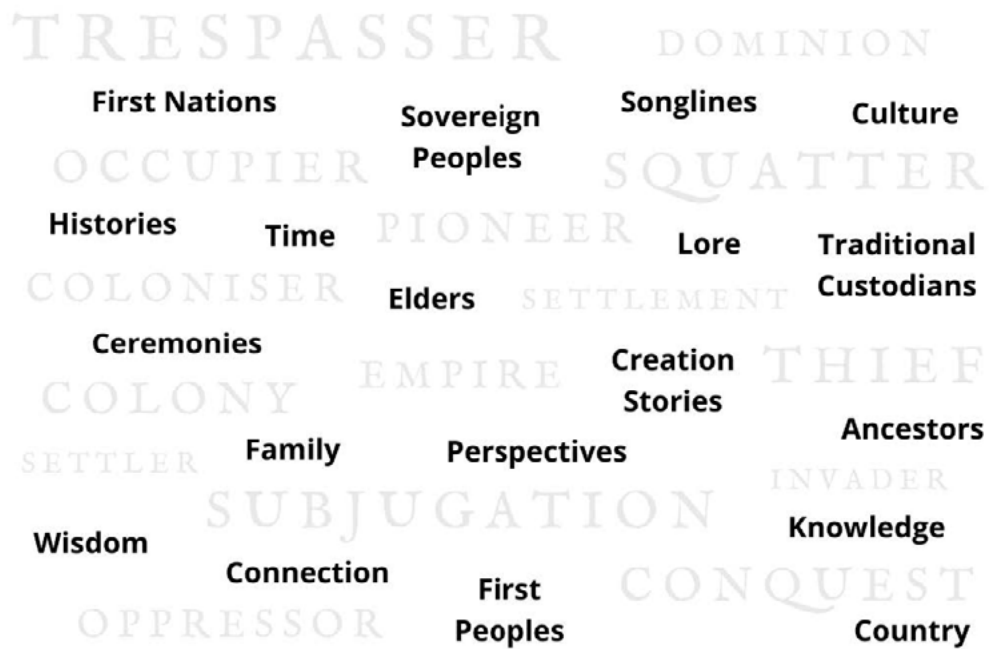 TRESPASSER
DOMINION
First Nations
Sovereign
Peoples
Songlines
Culture
OCCUPIER
SQUATTER
Histories
Time
PIONEER
Lore
Traditional
Custodians
COLONISER
Elders
SETTLEMENT
Ceremonies
EMPIRE
Creation
Stories
THIEF
COLONY
Ancestors
SETTLER
Family
Perspectives
INVADER
SUBJUGATION
Knowledge
Wisdom
Connection
First
Peoples
CONQUEST
OPPRESSOR
Country